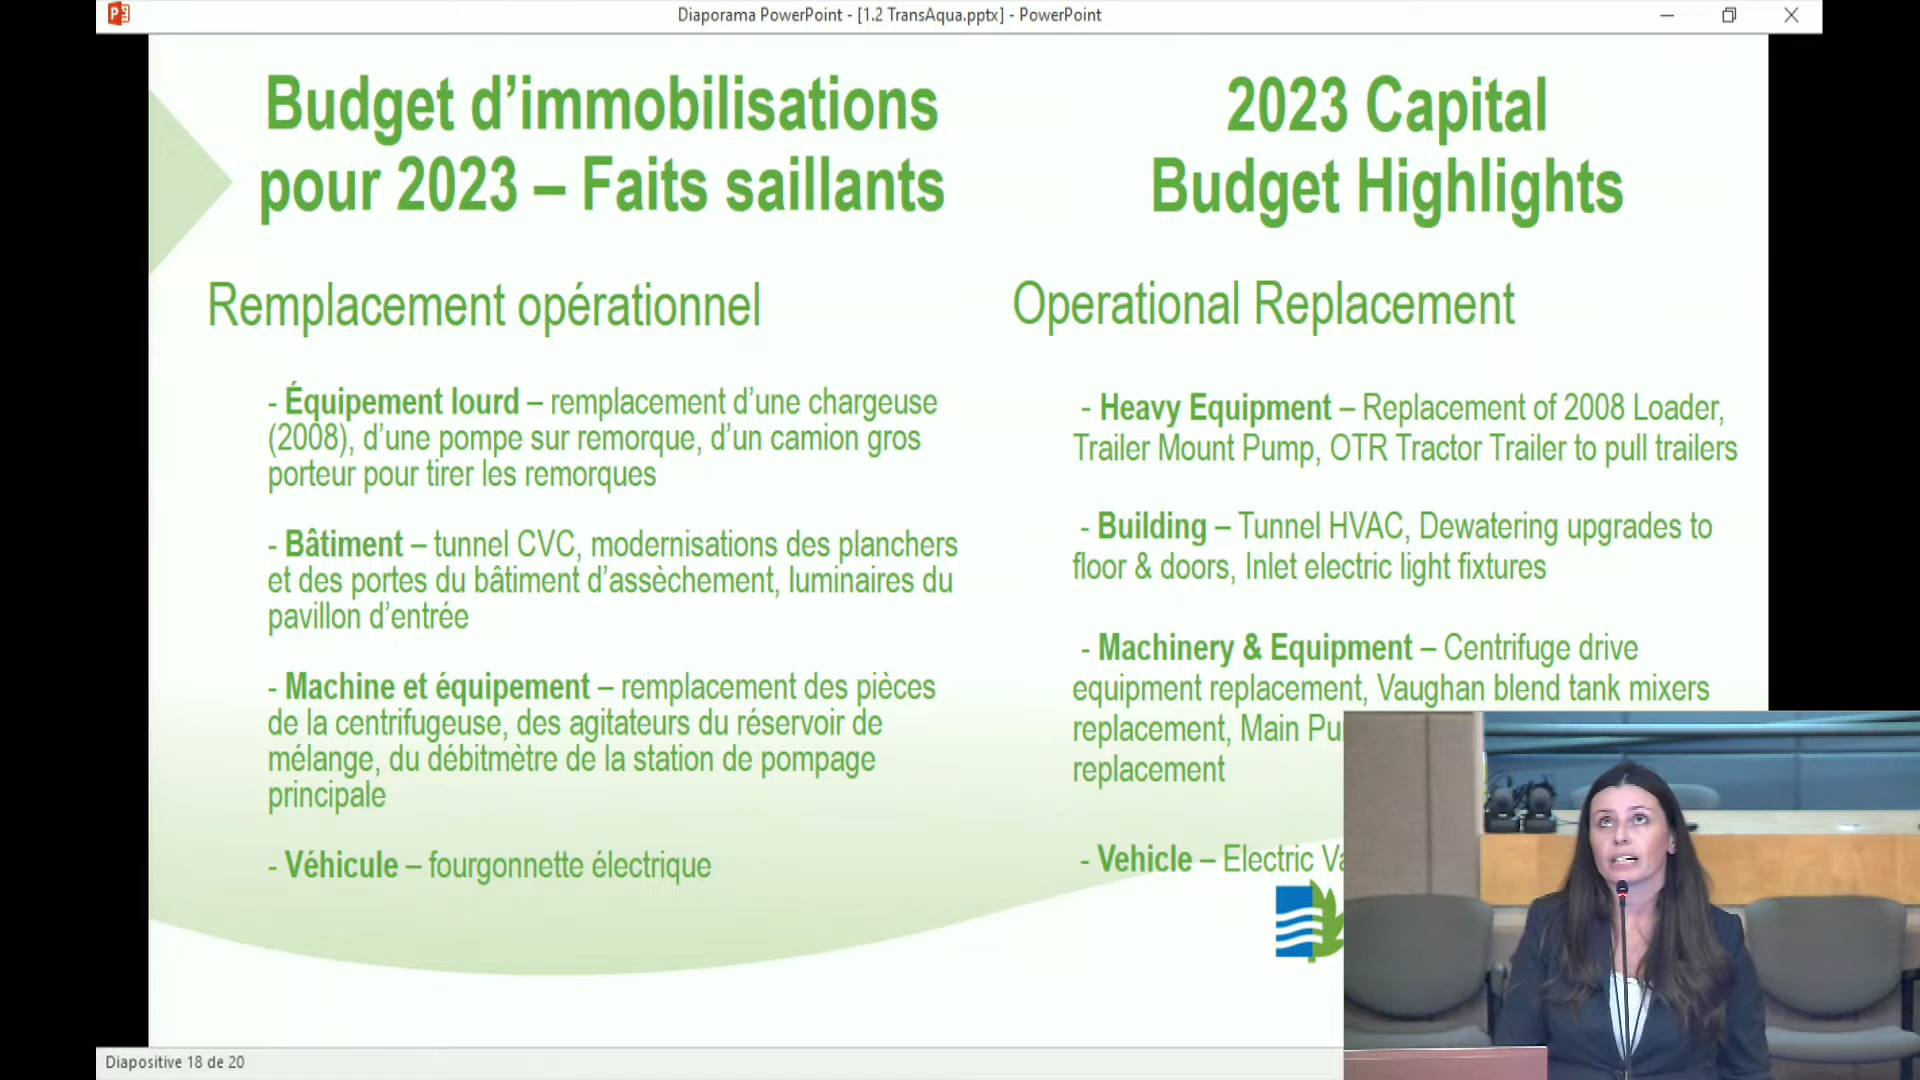 Diaporama PowerPoint - [1.2 TransAqua.pptx] - PowerPoint
Budget d’immobilisations
pour 2023 – Faits saillants
Remplacement opérationnel
- Équipement lourd – remplacement d’une chargeuse
(2008), d’une pompe sur remorque, d’un camion gros
porteur pour tirer les remorques
- Bâtiment – tunnel CVC, modernisations des planchers
et des portes du bâtiment d’assèchement, luminaires du
pavillon d’entrée
- Machine et équipement – remplacement des pièces
de la centrifugeuse, des agitateurs du réservoir de
mélange, du débitmètre de la station de pompage
principale
- Véhicule – fourgonnette électrique
2023 Capital
Budget Highlights
Operational Replacement
- Heavy Equipment – Replacement of 2008 Loader,
Trailer Mount Pump, OTR Tractor Trailer to pull trailers
- Building – Tunnel HVAC, Dewatering upgrades to
floor & doors, Inlet electric light fixtures
- Machinery & Equipment – Centrifuge drive
equipment replacement, Vaughan blend tank mixers
replacement, Main
replacement
- Vehicle – Electric
Diapositive 18 de 20